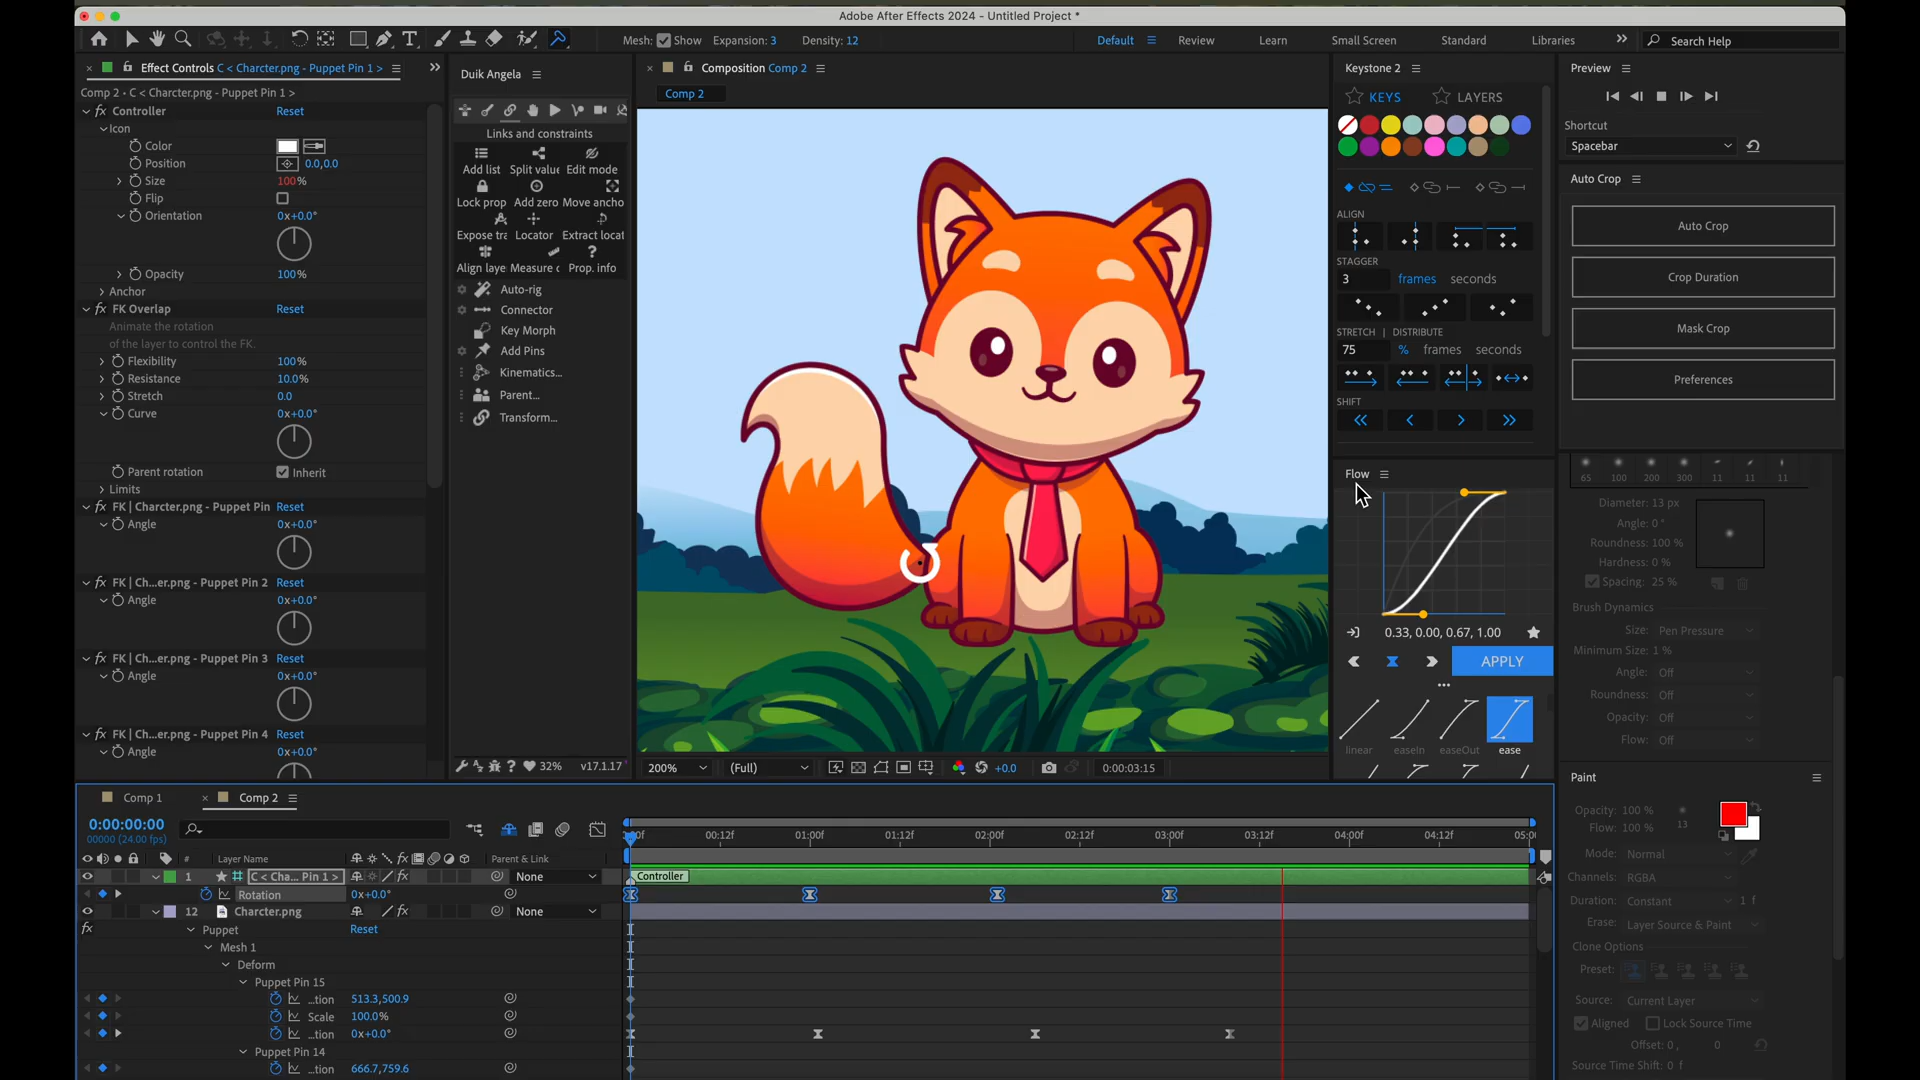 Adobe After Effects 2024 - Untitled Project *
Mesh: Show Expansion: 3 Density: 12
Default Review Learn Small Screen Standard Libraries Search Help
Effect Controls C < Charcter.png - Puppet Pin 1 >
Comp 2 • C < Charcter.png - Puppet Pin 1 >
Controller Reset
Icon
Color
Position 0.0,0.0
Size 100%
Flip
Orientation 0x+0.0°
Opacity 100%
Anchor
FK Overlap Reset
Animate the rotation
of the layer to control the FK.
Flexibility 100%
Resistance 10.0%
Stretch 0.0
Curve 0x+0.0°
Parent rotation Inherit
Limits
FK | Charcter.png - Puppet Pin Reset
Angle 0x+0.0°
FK | Ch...er.png - Puppet Pin 2 Reset
Angle 0x+0.0°
FK | Ch...er.png - Puppet Pin 3 Reset
Angle 0x+0.0°
FK | Ch...er.png - Puppet Pin 4 Reset
Angle 0x+0.0°
Duik Angela
Links and constraints
Add list Split value Edit mode
Lock prop Add zero Move ancho
Expose tra Locator Extract locat
Align laye Measure Prop. info
Auto-rig
Connector
Key Morph
Add Pins
Kinematics...
Parent...
Transform...
32% v17.1.17
Composition Comp 2
Comp 2
200% (Full) +0.0 0:00:03:15
Keystone 2
KEYS LAYERS
ALIGN
STAGGER
3 frames seconds
STRETCH | DISTRIBUTE
75 % frames seconds
SHIFT
Flow
0.33, 0.00, 0.67, 1.00
APPLY
linear easeIn easeOut ease
Preview
Shortcut
Spacebar
Auto Crop
Auto Crop
Crop Duration
Mask Crop
Preferences
65 100 200 300 11 11 11
Diameter: 13 px
Angle: 0°
Roundness: 100 %
Hardness: 0 %
Spacing: 25 %
Brush Dynamics
Size: Pen Pressure
Minimum Size: 1 %
Angle: Off
Roundness: Off
Opacity: Off
Flow: Off
Paint
Opacity: 100 %
Flow: 100 % 13
Mode: Normal
Channels: RGBA
Duration: Constant 1 f
Erase: Layer Source & Paint
Clone Options
Preset:
Source: Current Layer
Aligned Lock Source Time
Offset: 0 , 0
Source Time Shift: 0 f
Comp 1 Comp 2
0:00:00:00
00000 (24.00 fps)
00f 00:12f 01:00f 01:12f 02:00f 02:12f 03:00f 03:12f 04:00f 04:12f 05:0
# Layer Name Parent & Link
1 C < Cha... Pin 1 > None Controller
Rotation 0x+0.0°
12 Charcter.png None
Puppet Reset
Mesh 1
Deform
Puppet Pin 15
...tion 513.3,500.9
Scale 100.0%
...tion 0x+0.0°
Puppet Pin 14
...tion 666.7,759.6